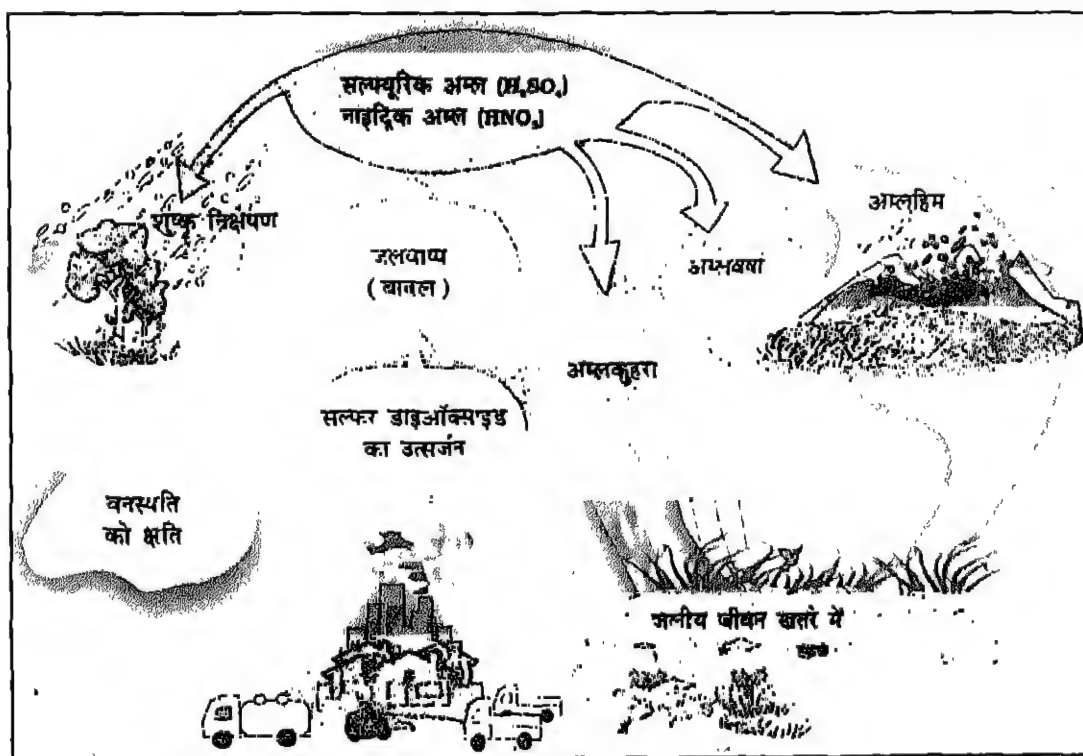 सल्फ्यूरिक अम्ल (H₂SO₄)
नाइट्रिक अम्ल (HNO₃)
शुष्क निक्षेपण
अम्लहिम
जलवाष्प
(बादल)
अम्लवर्षा
अम्लकुहरा
सल्फर डाइऑक्साइड
का उत्सर्जन
वनस्पति
को क्षति
जलीय जीवन खतरे में